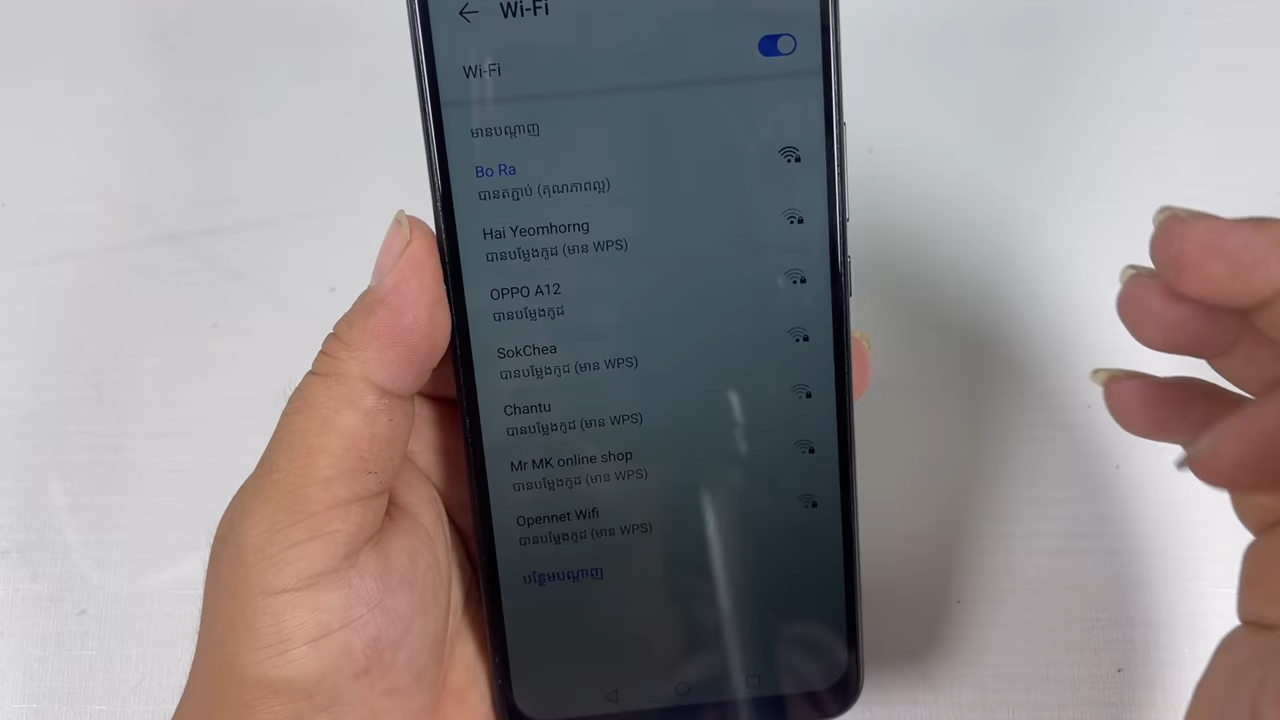 Wi-Fi
Wi-Fi
មានបណ្តាញ
Bo Ra
បានតភ្ជាប់ (គុណភាពល្អ)
Hai Yeomhorng
បានបម្លែងកូដ (មាន WPS)
OPPO A12
បានបម្លែងកូដ
SokChea
បានបម្លែងកូដ (មាន WPS)
Chantu
បានបម្លែងកូដ (មាន WPS)
Mr MK online shop
បានបម្លែងកូដ (មាន WPS)
Opennet Wifi
បានបម្លែងកូដ (មាន WPS)
បន្ថែមបណ្តាញ